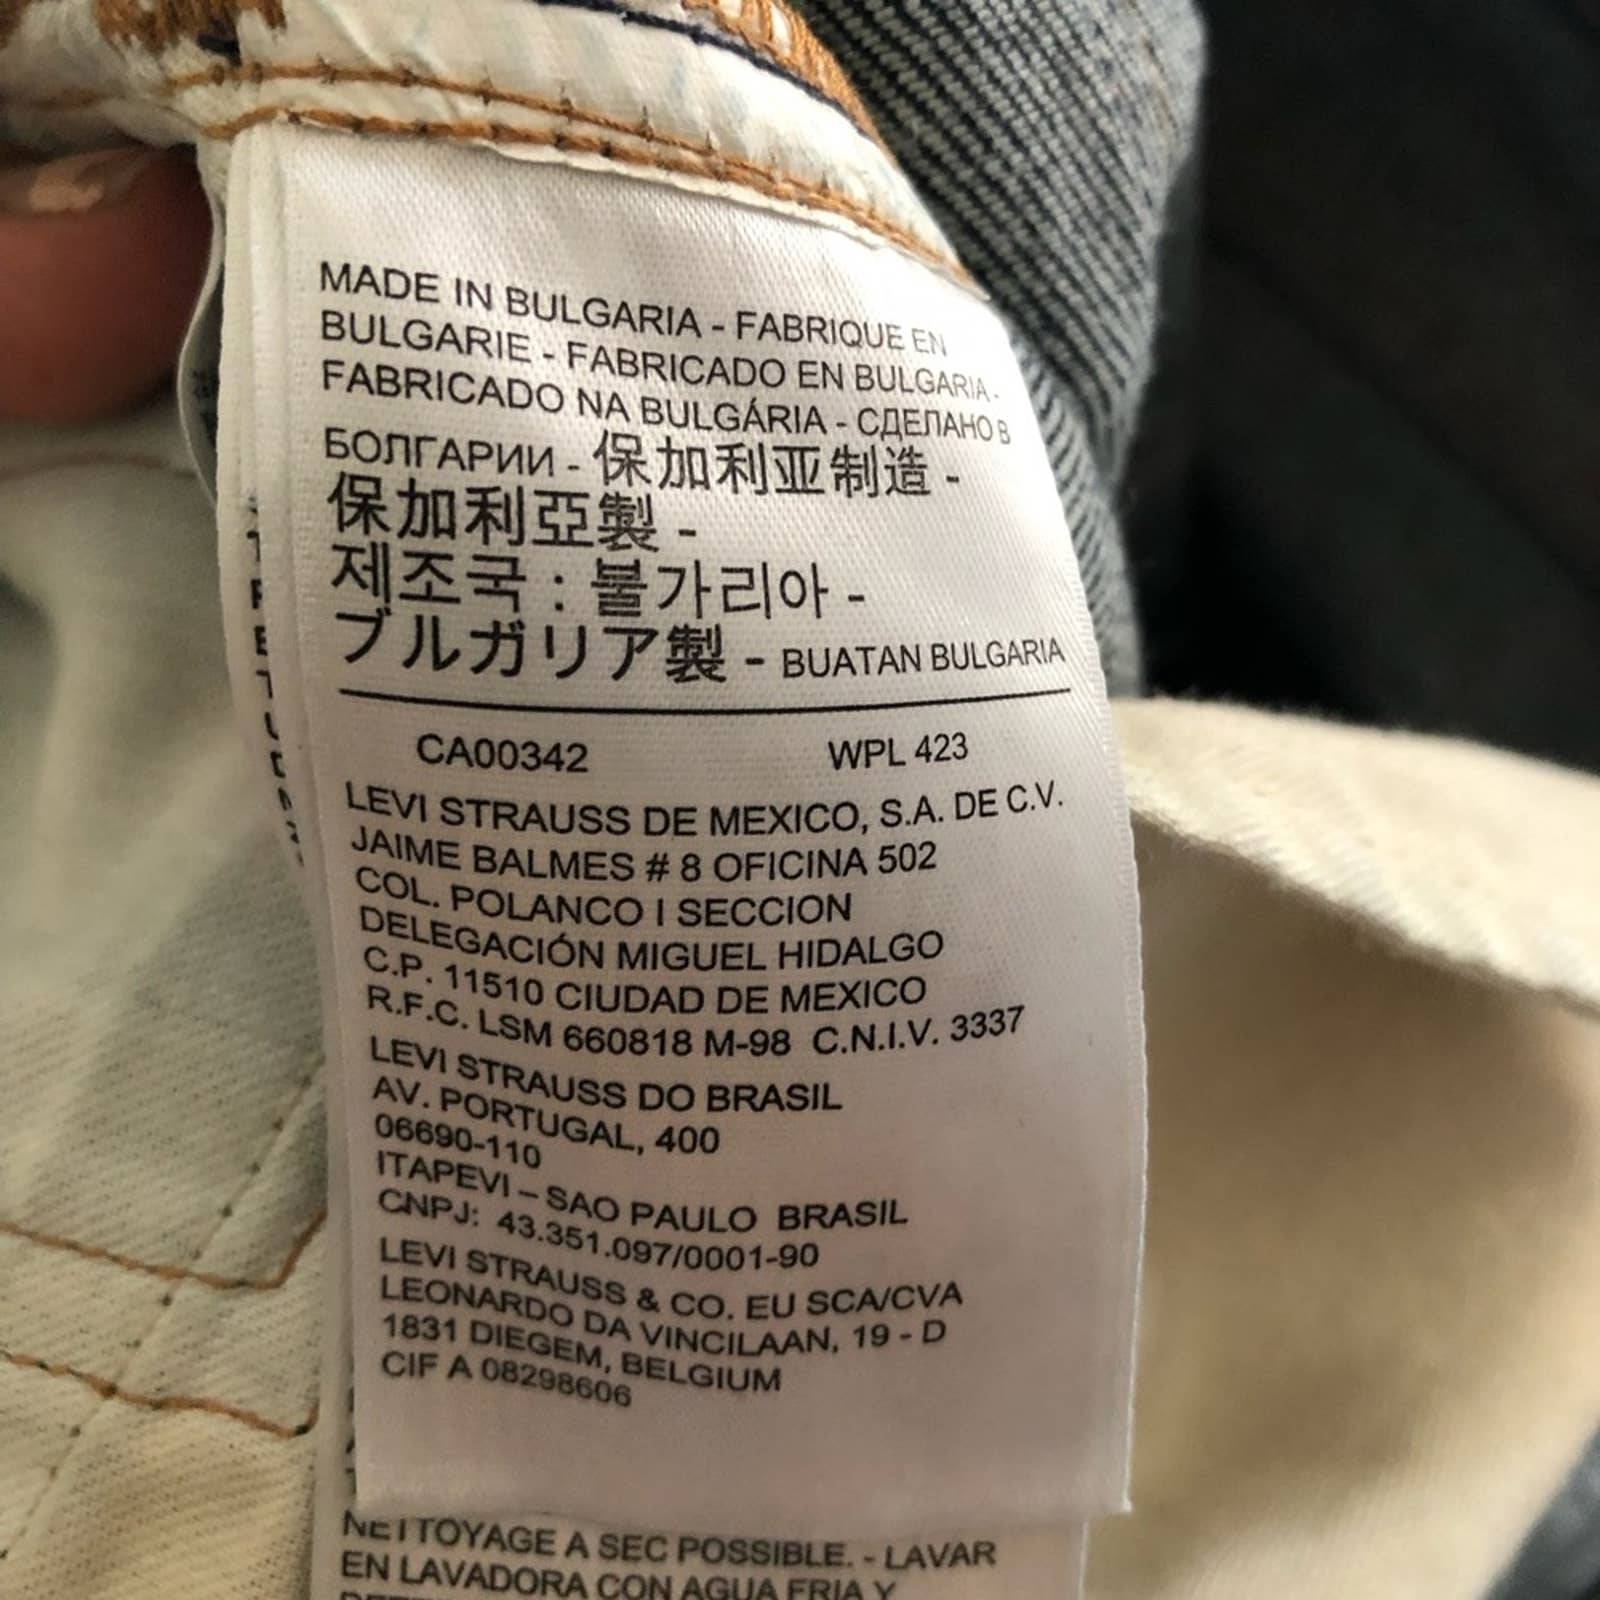 MADE IN BULGARIA - FABRIQUE EN
BULGARIE - FABRICADO EN BULGARIA -
FABRICADO NA BULGÁRIA - СДЕЛАНО В
БОЛГАРИИ - 保加利亚制造 -
保加利亞製 -
제조국 : 불가리아 -
ブルガリア製 - BUATAN BULGARIA
CA00342 WPL 423
LEVI STRAUSS DE MEXICO, S.A. DE C.V.
JAIME BALMES # 8 OFICINA 502
COL. POLANCO I SECCION
DELEGACIÓN MIGUEL HIDALGO
C.P. 11510 CIUDAD DE MEXICO
R.F.C. LSM 660818 M-98 C.N.I.V. 3337
LEVI STRAUSS DO BRASIL
AV. PORTUGAL, 400
06690-110
ITAPEVI – SAO PAULO BRASIL
CNPJ: 43.351.097/0001-90
LEVI STRAUSS & CO. EU SCA/CVA
LEONARDO DA VINCILAAN, 19 - D
1831 DIEGEM, BELGIUM
CIF A 08298606
NETTOYAGE A SEC POSSIBLE. - LAVAR
EN LAVADORA CON AGUA FRIA Y